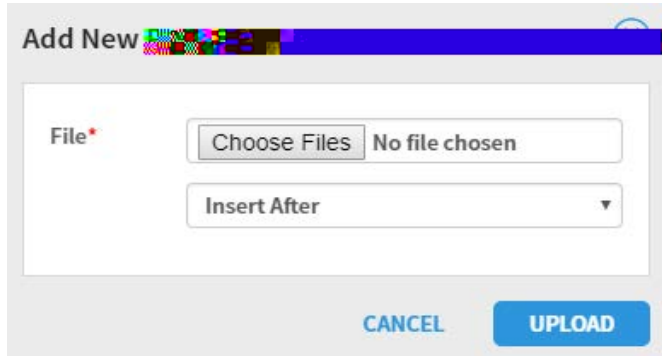 Add New
File*
Choose Files No file chosen
Insert After
CANCEL UPLOAD